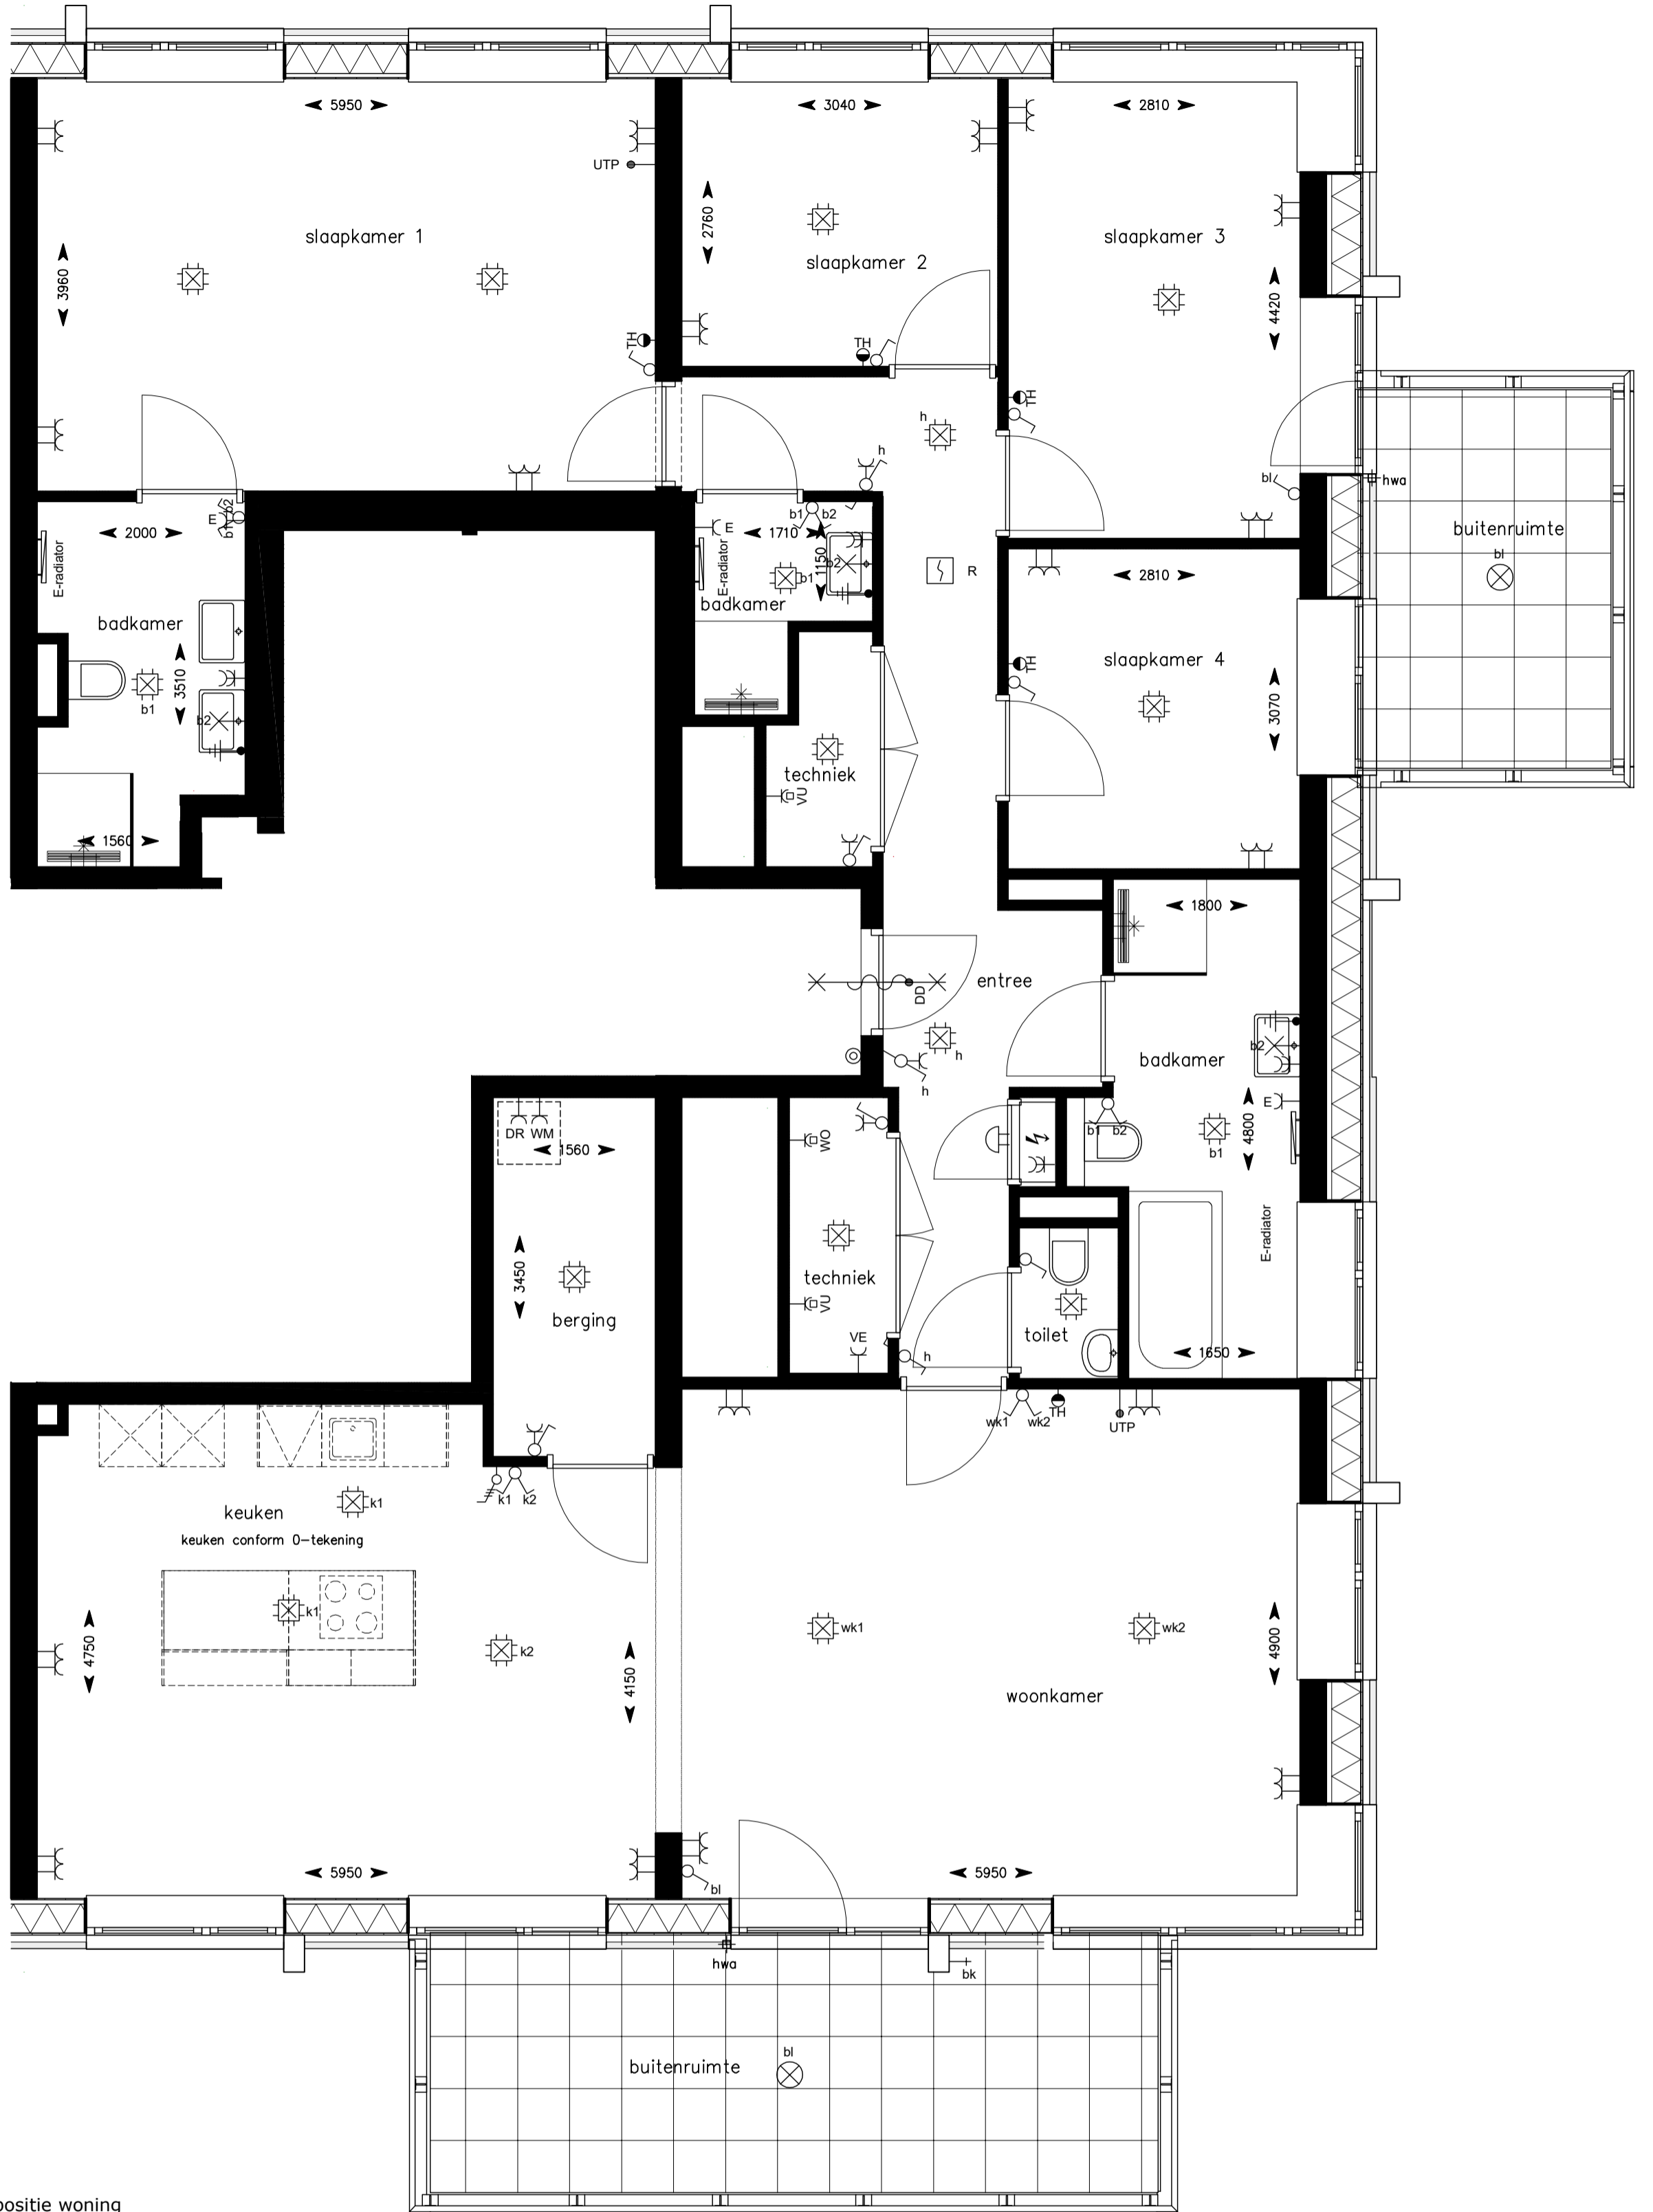 5950
3040
2810
UTP
slaapkamer 1
2760
slaapkamer 2
slaapkamer 3
3960
4420
TH
TH
TH
h
h
bl
hwa
buitenruimte
bl
2000
E
b1
b2
E-radiator
badkamer
3510
b1
b2
1560
E
1710
b1
b2
E-radiator
b1
1150
b2
badkamer
R
2810
slaapkamer 4
TH
3070
techniek
VU
1800
entree
DD
h
h
badkamer
b2
E
b1
b2
b1
4800
E-radiator
1650
DR
WM
1560
3450
berging
WO
techniek
VU
VE
h
toilet
wk1
wk2
TH
UTP
keuken
keuken conform 0-tekening
k1
k1
k2
k1
k2
4750
4150
wk1
wk2
4900
woonkamer
5950
bl
5950
hwa
bk
buitenruimte
bl
positie woning